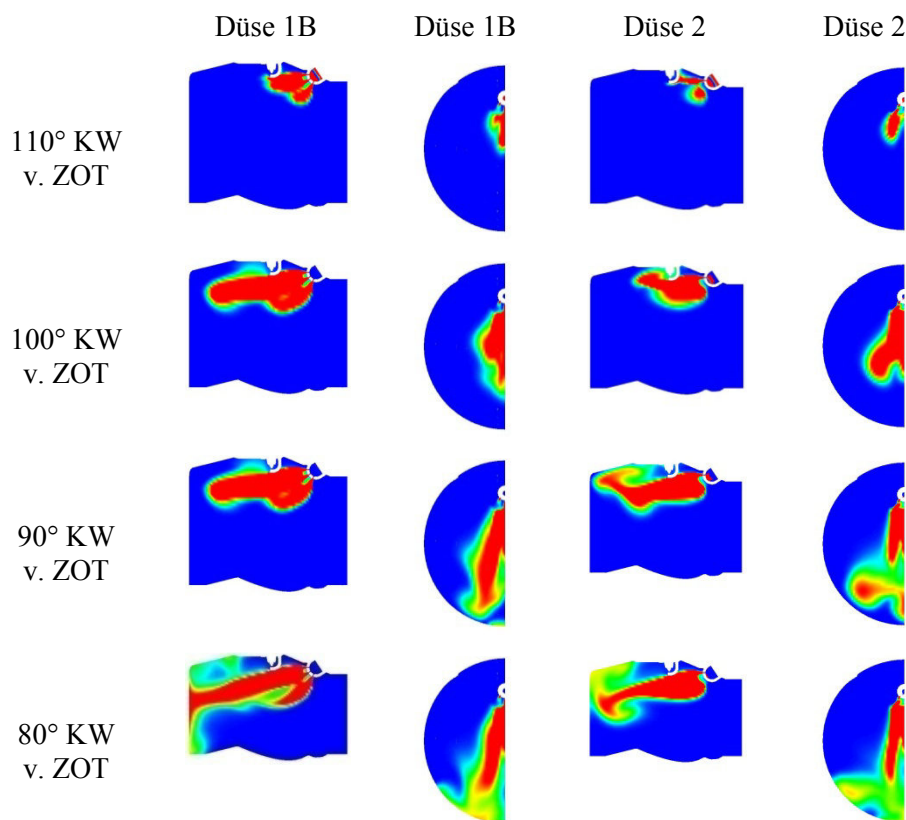 Düse 1B Düse 1B Düse 2 Düse 2
110° KW
v. ZOT
100° KW
v. ZOT
90° KW
v. ZOT
80° KW
v. ZOT